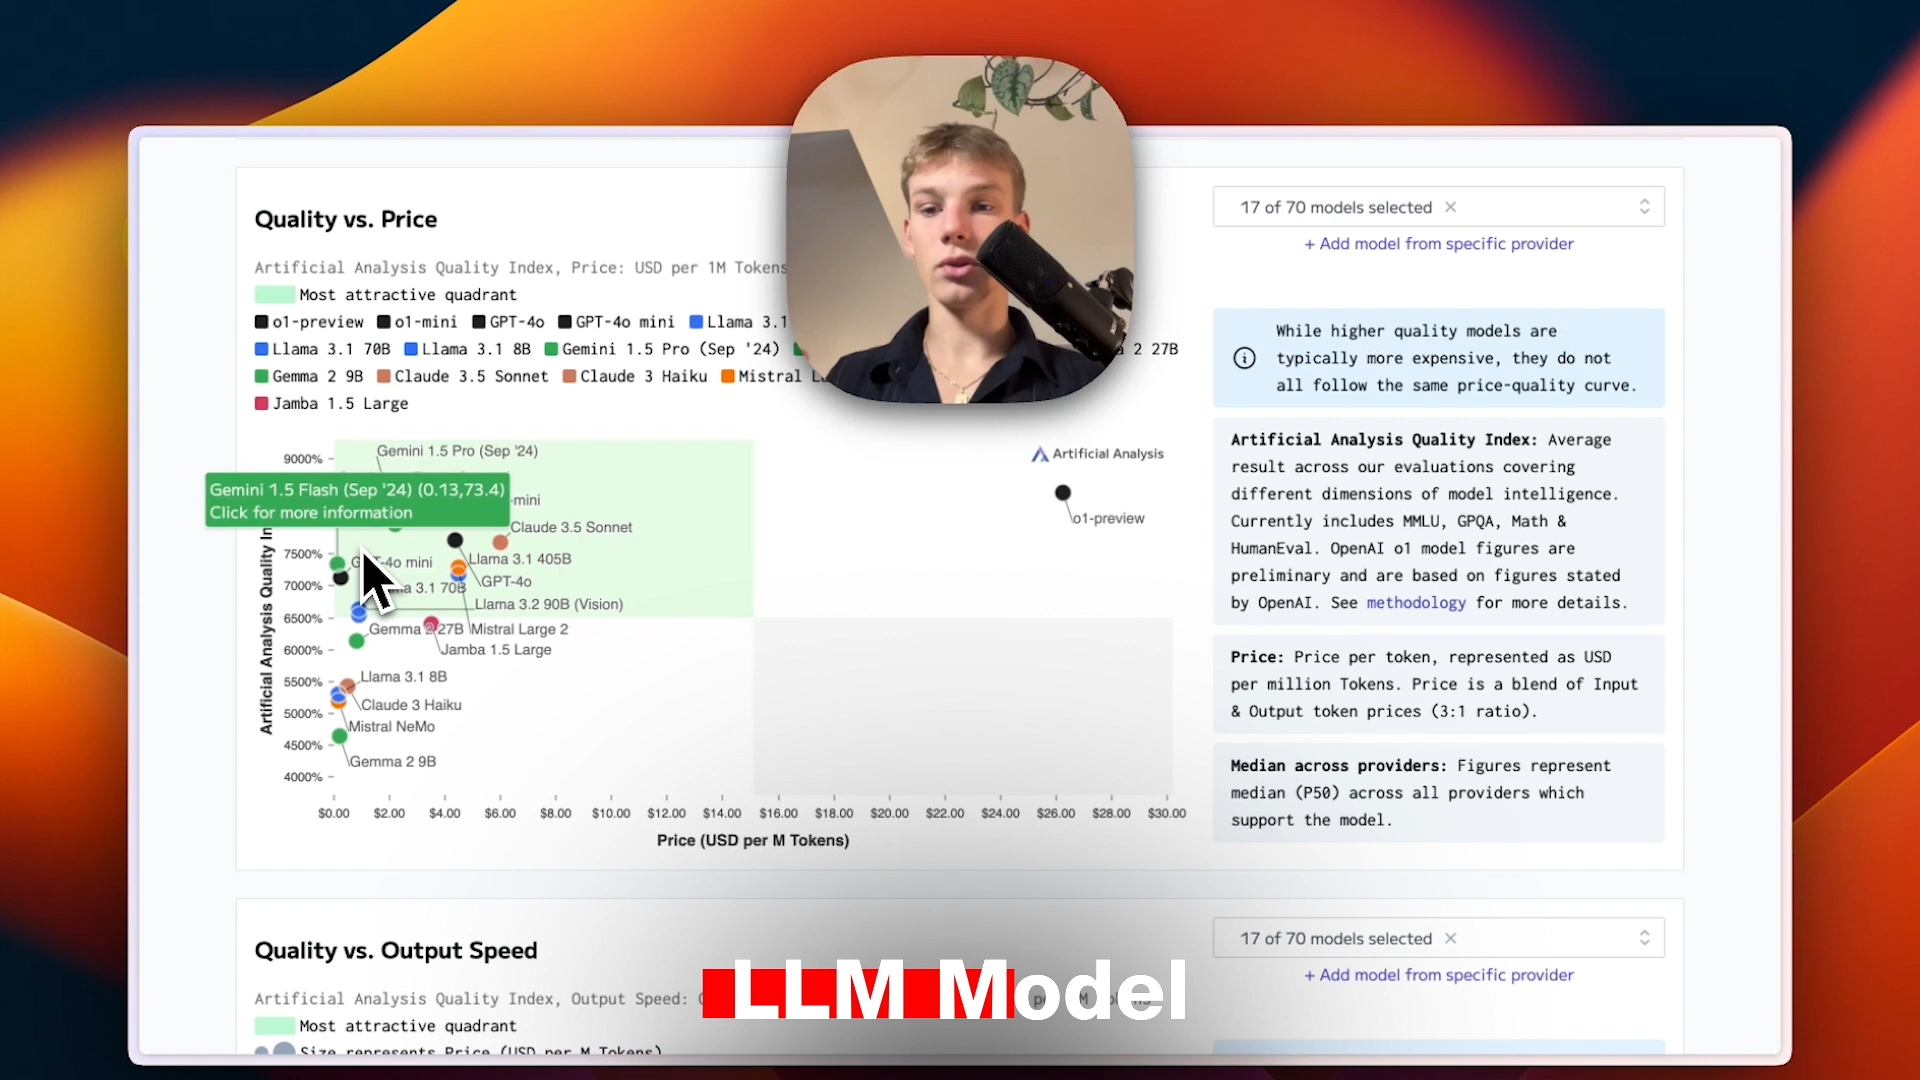 Quality vs. Price
17 of 70 models selected ×
+ Add model from specific provider
Artificial Analysis Quality Index, Price: USD per 1M Tokens
Most attractive quadrant
o1-preview o1-mini GPT-4o GPT-4o mini Llama 3.1
Llama 3.1 70B Llama 3.1 8B Gemini 1.5 Pro (Sep '24) 2 27B
Gemma 2 9B Claude 3.5 Sonnet Claude 3 Haiku Mistral
Jamba 1.5 Large
While higher quality models are
typically more expensive, they do not
all follow the same price-quality curve.
Artificial Analysis Quality Index: Average
result across our evaluations covering
different dimensions of model intelligence.
Currently includes MMLU, GPQA, Math &
HumanEval. OpenAI o1 model figures are
preliminary and are based on figures stated
by OpenAI. See methodology for more details.
Price: Price per token, represented as USD
per million Tokens. Price is a blend of Input
& Output token prices (3:1 ratio).
Median across providers: Figures represent
median (P50) across all providers which
support the model.
Artificial Analysis Quality
9000%
7500%
7000%
6500%
6000%
5500%
5000%
4500%
4000%
Gemini 1.5 Pro (Sep '24)
Artificial Analysis
Gemini 1.5 Flash (Sep '24) (0.13,73.4)
Click for more information
-mini
o1-preview
Claude 3.5 Sonnet
Llama 3.1 405B
GPT-4o mini
GPT-4o
3.1 70B
Llama 3.2 90B (Vision)
Gemma 2 27B
Mistral Large 2
Jamba 1.5 Large
Llama 3.1 8B
Claude 3 Haiku
Mistral NeMo
Gemma 2 9B
$0.00 $2.00 $4.00 $6.00 $8.00 $10.00 $12.00 $14.00 $16.00 $18.00 $20.00 $22.00 $24.00 $26.00 $28.00 $30.00
Price (USD per M Tokens)
Quality vs. Output Speed
17 of 70 models selected ×
+ Add model from specific provider
Artificial Analysis Quality Index, Output Speed:
Most attractive quadrant
Size represents Price (USD per M Tokens)
LLM Model